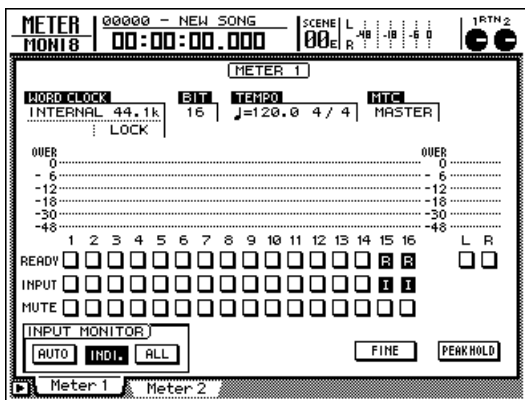 METER 00000 - NEW SONG SCENE L -48 -18 -6 0 1 RTN 2
MONI8 00:00:00.000 00E R
METER 1
WORD CLOCK BIT TEMPO MTC
INTERNAL 44.1k 16 ♩=120.0 4/4 MASTER
LOCK
OVER OVER
0 0
- 6 - 6
-12 -12
-18 -18
-30 -30
-48 -48
1 2 3 4 5 6 7 8 9 10 11 12 13 14 15 16 L R
READY R R
INPUT I I
MUTE
INPUT MONITOR
AUTO INDI. ALL FINE PEAKHOLD
Meter 1 Meter 2